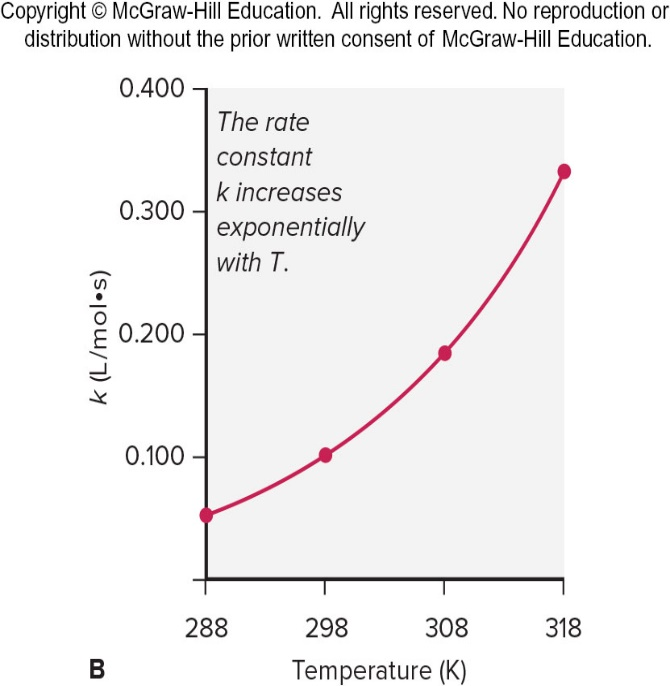 Copyright © McGraw-Hill Education.  All rights reserved. No reproduction or
distribution without the prior written consent of McGraw-Hill Education.
0.400
The rate
constant
k increases
exponentially
with T.
0.300
0.200
0.100
k (L/mol•s)
288
298
308
318
B
Temperature (K)